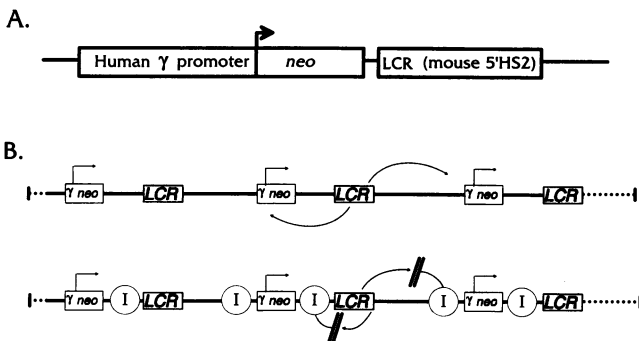 A.
Human γ promoter neo LCR (mouse 5'HS2)
B.
γ neo LCR γ neo LCR γ neo LCR
γ neo I LCR I γ neo I LCR I γ neo I LCR